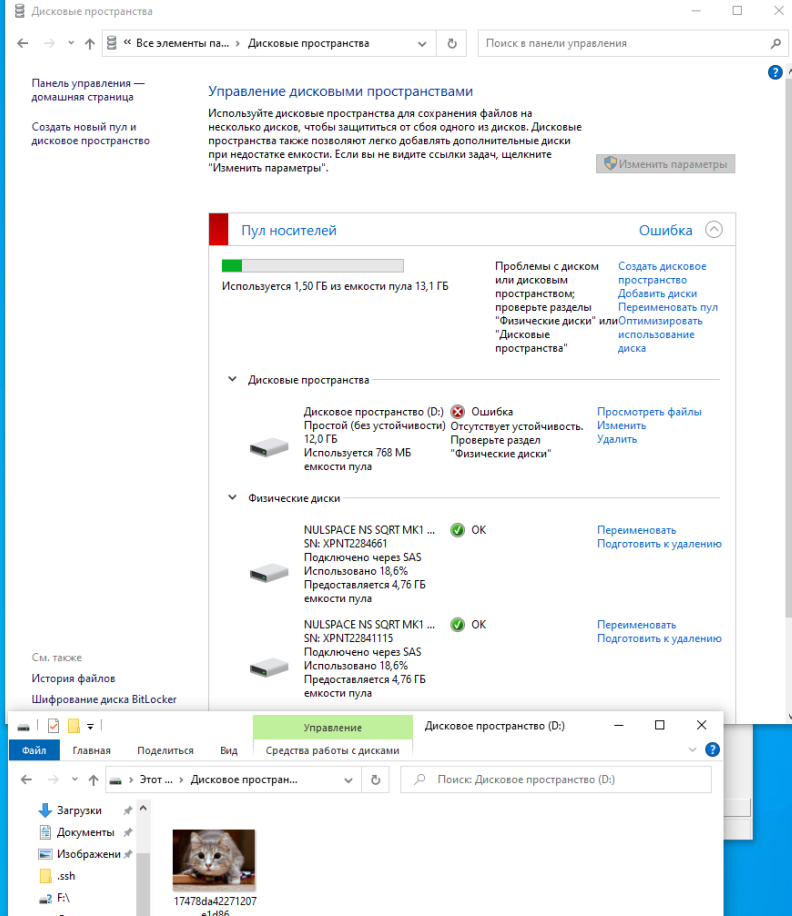 Дисковые пространства
« Все элементы па... › Дисковые пространства
Поиск в панели управления
Панель управления —
домашняя страница
Создать новый пул и
дисковое пространство
Управление дисковыми пространствами
Используйте дисковые пространства для сохранения файлов на
несколько дисков, чтобы защититься от сбоя одного из дисков. Дисковые
пространства также позволяют легко добавлять дополнительные диски
при недостатке емкости. Если вы не видите ссылки задач, щелкните
"Изменить параметры".
Изменить параметры
Пул носителей
Ошибка
Используется 1,50 ГБ из емкости пула 13,1 ГБ
Проблемы с диском
или дисковым
пространством;
проверьте разделы
"Физические диски" или
"Дисковые
пространства"
Создать дисковое
пространство
Добавить диски
Переименовать пул
Оптимизировать
использование
диска
Дисковые пространства
Дисковое пространство (D:)
Простой (без устойчивости)
12,0 ГБ
Используется 768 МБ
емкости пула
Ошибка
Отсутствует устойчивость.
Проверьте раздел
"Физические диски"
Просмотреть файлы
Изменить
Удалить
Физические диски
NULSPACE NS SQRT MK1 ...
SN: XPNT2284661
Подключено через SAS
Использовано 18,6%
Предоставляется 4,76 ГБ
емкости пула
OK
Переименовать
Подготовить к удалению
NULSPACE NS SQRT MK1 ...
SN: XPNT22841115
Подключено через SAS
Использовано 18,6%
Предоставляется 4,76 ГБ
емкости пула
OK
Переименовать
Подготовить к удалению
См. также
История файлов
Шифрование диска BitLocker
Управление
Дисковое пространство (D:)
Файл
Главная
Поделиться
Вид
Средства работы с дисками
› Этот ... › Дисковое простран...
Поиск: Дисковое пространство (D:)
Загрузки
Документы
Изображени
.ssh
F:\
17478da42271207
e1d86